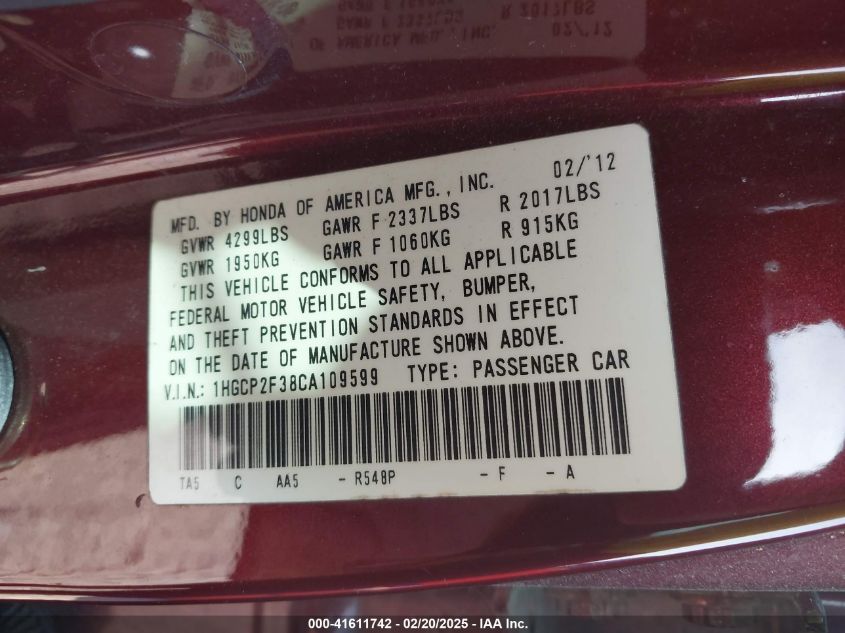 MFD. BY HONDA OF AMERICA MFG., INC. 02/'12
GVWR 4299LBS GAWR F 2337LBS R 2017LBS
GVWR 1950KG GAWR F 1060KG R 915KG
THIS VEHICLE CONFORMS TO ALL APPLICABLE
FEDERAL MOTOR VEHICLE SAFETY, BUMPER,
AND THEFT PREVENTION STANDARDS IN EFFECT
ON THE DATE OF MANUFACTURE SHOWN ABOVE.
V.I.N.: 1HGCP2F38CA109599 TYPE: PASSENGER CAR
TA5 C AA5 - R548P - F - A
000-41611742 - 02/20/2025 - IAA Inc.